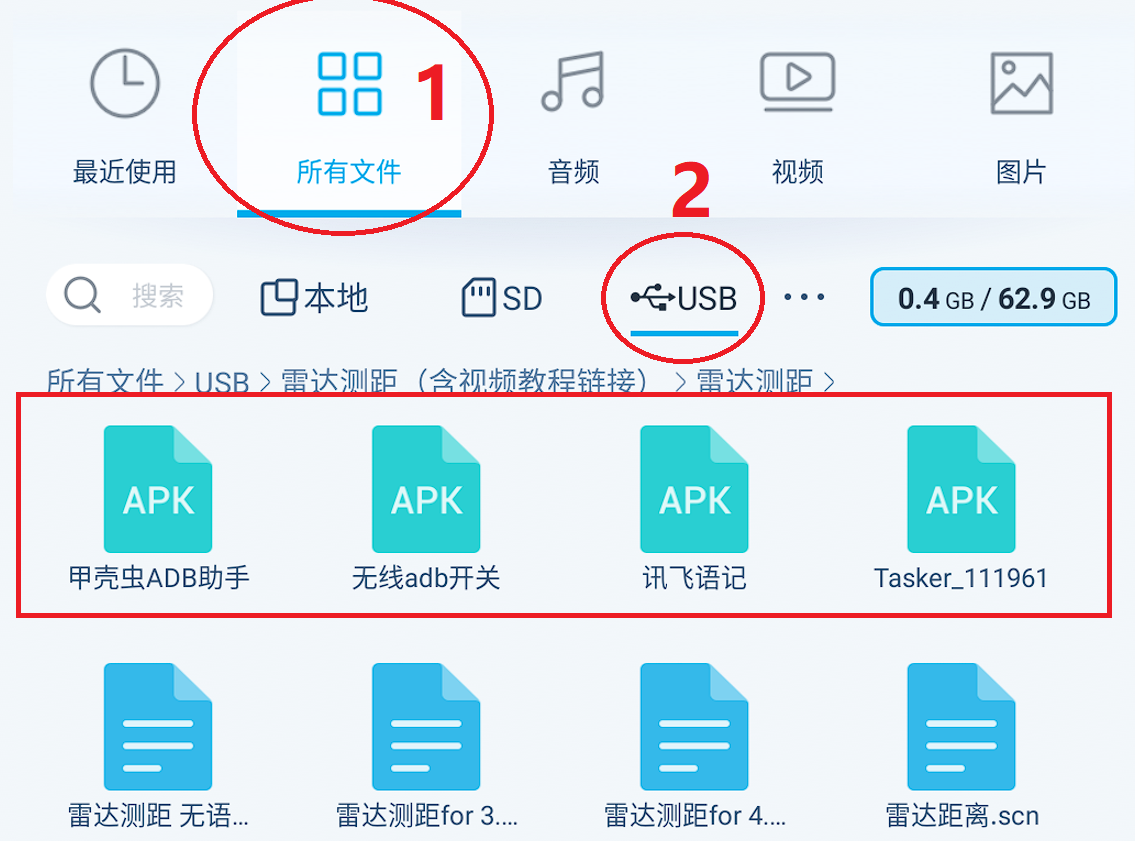 1
最近使用 所有文件 音频 视频 图片
2
搜索 本地 SD USB ··· 0.4 GB / 62.9 GB
所有文件 > USB > 雷达测距（含视频教程链接） > 雷达测距 >
APK APK APK APK
甲壳虫ADB助手 无线adb开关 讯飞语记 Tasker_111961
雷达测距 无语... 雷达测距for 3.... 雷达测距for 4.... 雷达距离.scn